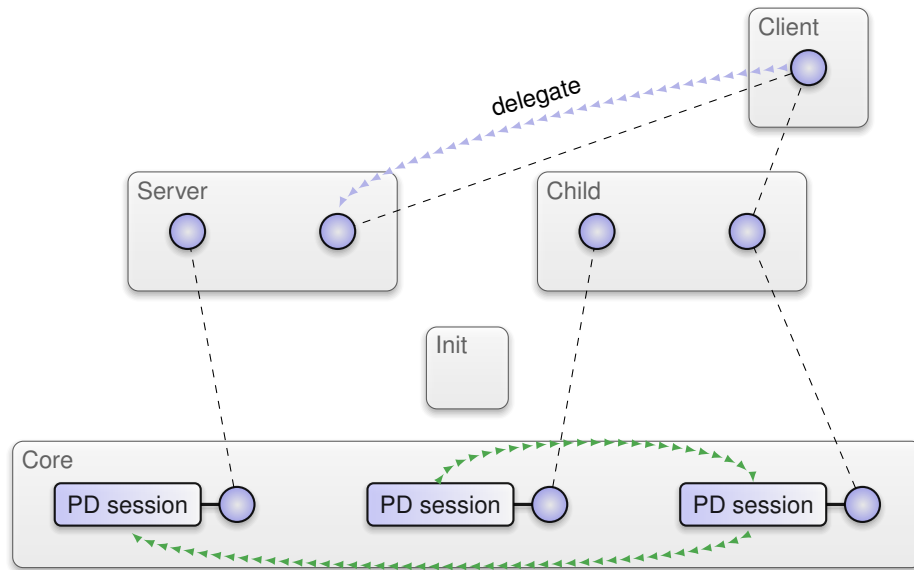 Client
delegate
Server
Child
Init
Core
PD session
PD session
PD session